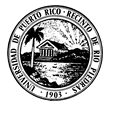 UNIVERSIDAD DE PUERTO RICO • RECINTO DE RIO PIEDRAS
• 1903 •